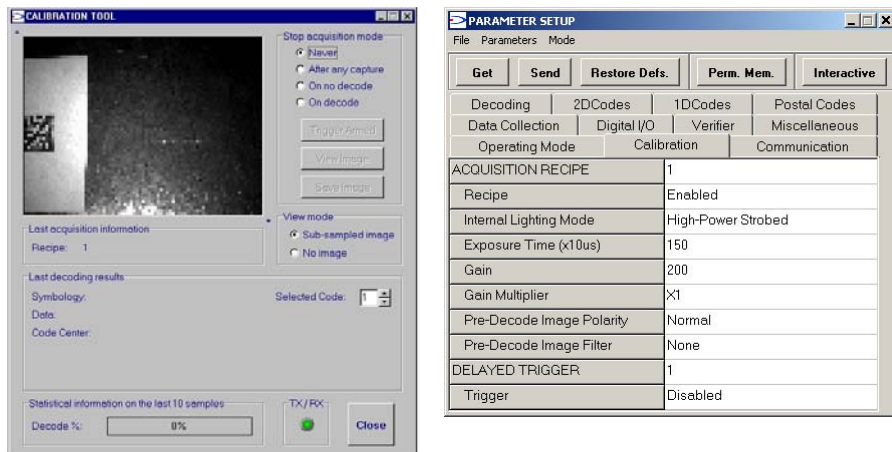 CALIBRATION TOOL
Stop acquisition mode
Never
After any capture
On no decode
On decode
Trigger Armed
View Image
Save Image
View mode
Sub-sampled image
No image
Last acquisition information
Recipe: 1
Last decoding results
Symbology:
Selected Code: 1
Data:
Code Center:
Statistical information on the last 10 samples
Decode %: 0%
TX/RX
Close
PARAMETER SETUP
File Parameters Mode
Get Send Restore Defs. Perm. Mem. Interactive
Decoding 2DCodes 1DCodes Postal Codes
Data Collection Digital I/O Verifier Miscellaneous
Operating Mode Calibration Communication
ACQUISITION RECIPE 1
Recipe Enabled
Internal Lighting Mode High-Power Strobed
Exposure Time (x10us) 150
Gain 200
Gain Multiplier X1
Pre-Decode Image Polarity Normal
Pre-Decode Image Filter None
DELAYED TRIGGER 1
Trigger Disabled